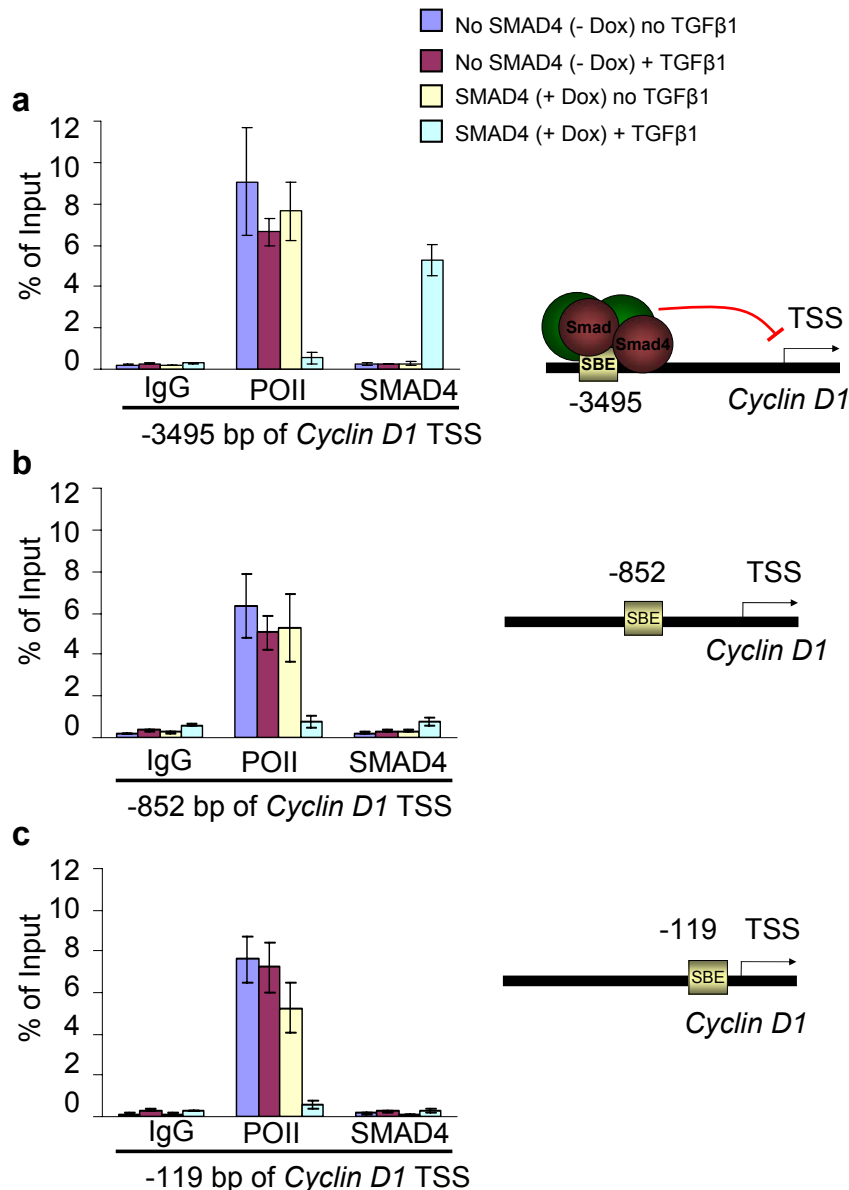 No SMAD4 (- Dox) no TGFβ1
No SMAD4 (- Dox) + TGFβ1
SMAD4 (+ Dox) no TGFβ1
SMAD4 (+ Dox) + TGFβ1
a
12
10
8
6
4
2
0
% of Input
IgG
POII
SMAD4
-3495 bp of Cyclin D1 TSS
Smad
Smad4
SBE
TSS
-3495
Cyclin D1
b
12
10
8
6
4
2
0
% of Input
IgG
POII
SMAD4
-852 bp of Cyclin D1 TSS
-852
TSS
SBE
Cyclin D1
c
12
10
8
6
4
2
0
% of Input
IgG
POII
SMAD4
-119 bp of Cyclin D1 TSS
-119
TSS
SBE
Cyclin D1